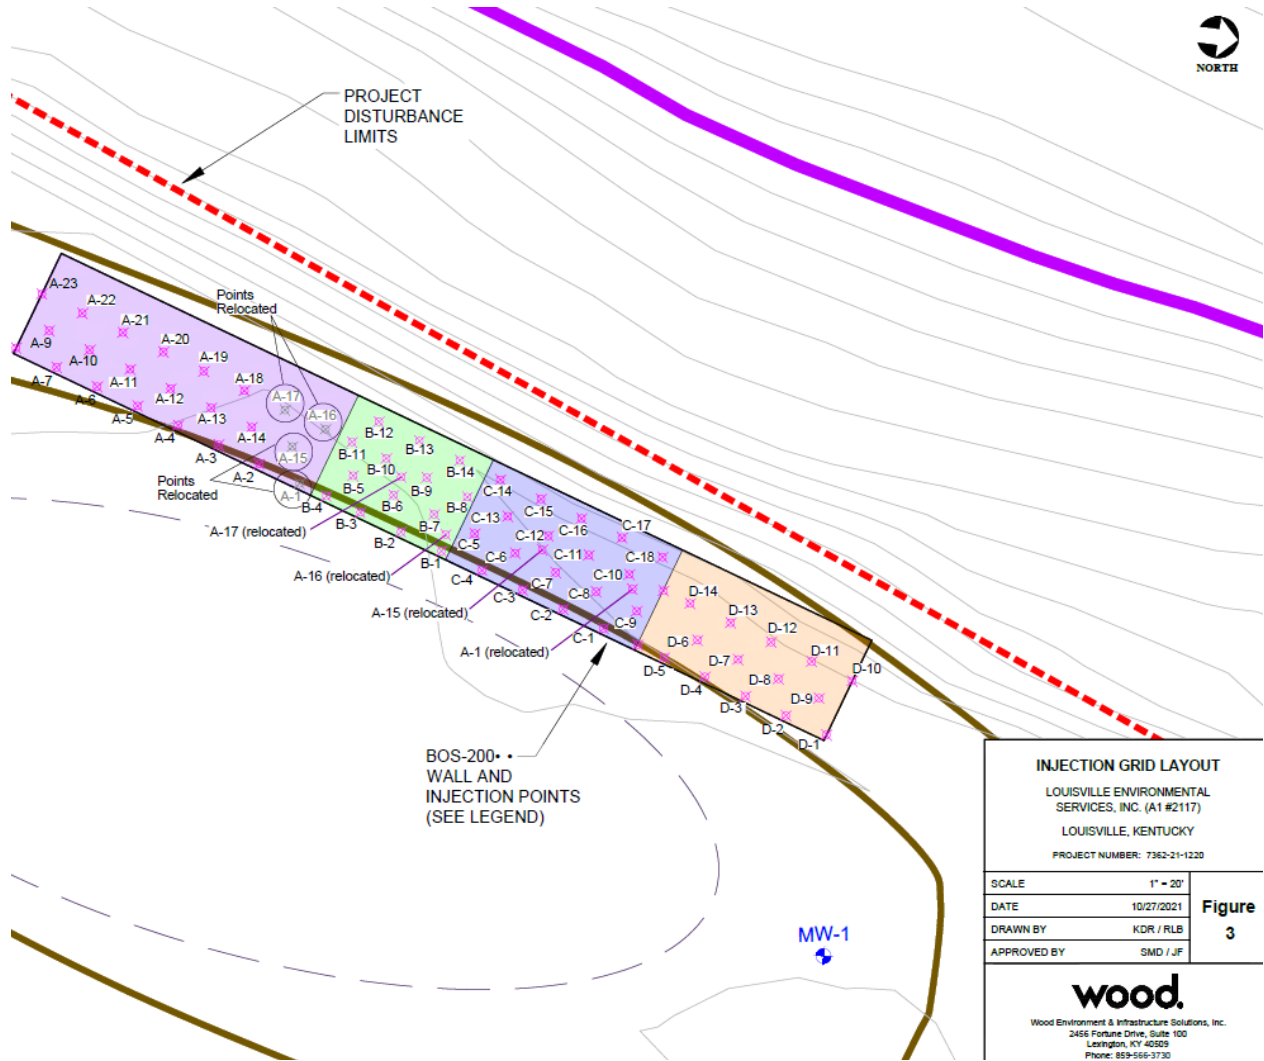 NORTH
PROJECT
DISTURBANCE
LIMITS
Points
Relocated
A-23
A-22
A-21
A-20
A-19
A-18
A-17
A-16
A-9
A-10
A-11
A-12
A-13
A-14
A-15
A-7
A-6
A-5
A-4
A-3
A-2
A-1
Points
Relocated
B-12
B-13
B-14
B-11
B-10
B-9
B-8
B-5
B-6
B-7
B-4
B-3
B-2
B-1
A-17 (relocated)
A-16 (relocated)
A-15 (relocated)
A-1 (relocated)
C-14
C-15
C-16
C-17
C-18
C-13
C-12
C-11
C-10
C-5
C-6
C-7
C-8
C-9
C-4
C-3
C-2
C-1
D-14
D-13
D-12
D-11
D-10
D-6
D-7
D-8
D-9
D-5
D-4
D-3
D-2
D-1
BOS-200••
WALL AND
INJECTION POINTS
(SEE LEGEND)
MW-1
INJECTION GRID LAYOUT
LOUISVILLE ENVIRONMENTAL
SERVICES, INC. (A1 #2117)
LOUISVILLE, KENTUCKY
PROJECT NUMBER: 7362-21-1220
SCALE 1" = 20'
DATE 10/27/2021
DRAWN BY KDR / RLB
APPROVED BY SMD / JF
Figure
3
wood.
Wood Environment & Infrastructure Solutions, Inc.
2456 Fortune Drive, Suite 100
Lexington, KY 40509
Phone: 859-566-3730